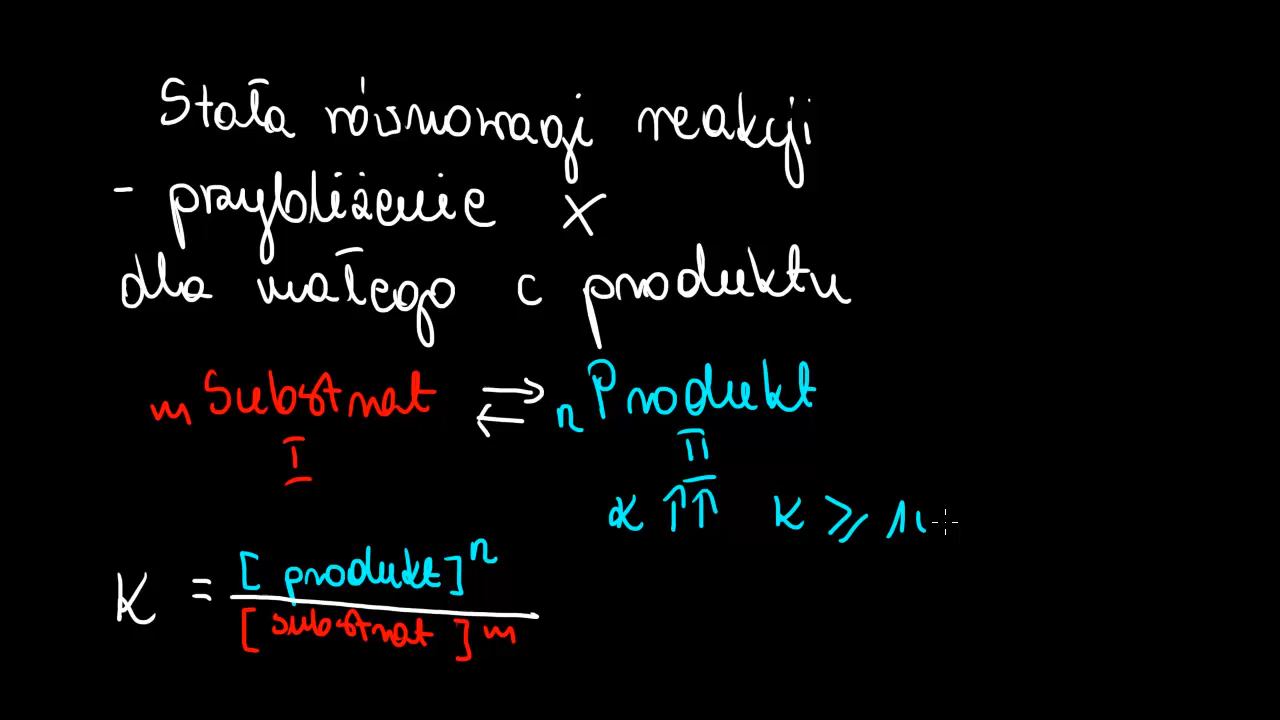 Stała równowagi reakcji
- przybliżenie X
dla małego c produktu
m Substrat ⇄ n Produkt
I II
α ↑↑ K ⩾ 1
K = [produkt]ⁿ
[substrat]ᵐ